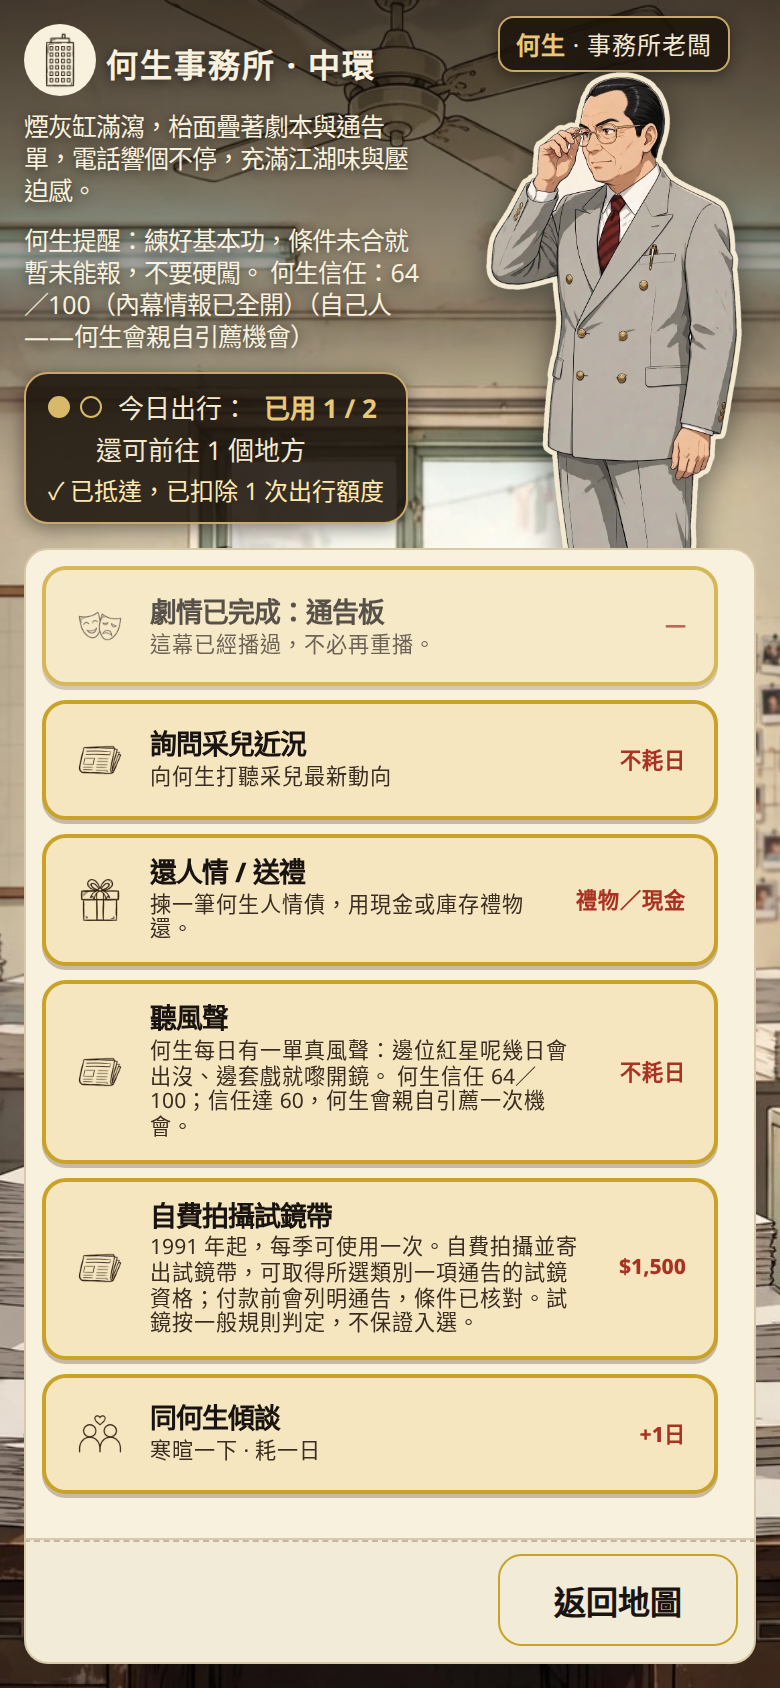 何生事務所 · 中環
何生 · 事務所老闆
煙灰缸滿瀉，枱面疊著劇本與通告
單，電話響個不停，充滿江湖味與壓
迫感。
何生提醒：練好基本功，條件未合就
暫未能報，不要硬闖。 何生信任：64
／100（內幕情報已全開）（自己人
——何生會親自引薦機會）
今日出行： 已用 1 / 2
還可前往 1 個地方
✓ 已抵達，已扣除 1 次出行額度
劇情已完成：通告板
這幕已經播過，不必再重播。
—
詢問采兒近況
向何生打聽采兒最新動向
不耗日
還人情 / 送禮
揀一筆何生人情債，用現金或庫存禮物
還。
禮物／現金
聽風聲
何生每日有一單真風聲：邊位紅星呢幾日會
出沒、邊套戲就嚟開鏡。 何生信任 64／
100；信任達 60，何生會親自引薦一次機
會。
不耗日
自費拍攝試鏡帶
1991 年起，每季可使用一次。自費拍攝並寄
出試鏡帶，可取得所選類別一項通告的試鏡
資格；付款前會列明通告，條件已核對。試
鏡按一般規則判定，不保證入選。
$1,500
同何生傾談
寒暄一下 · 耗一日
+1日
返回地圖